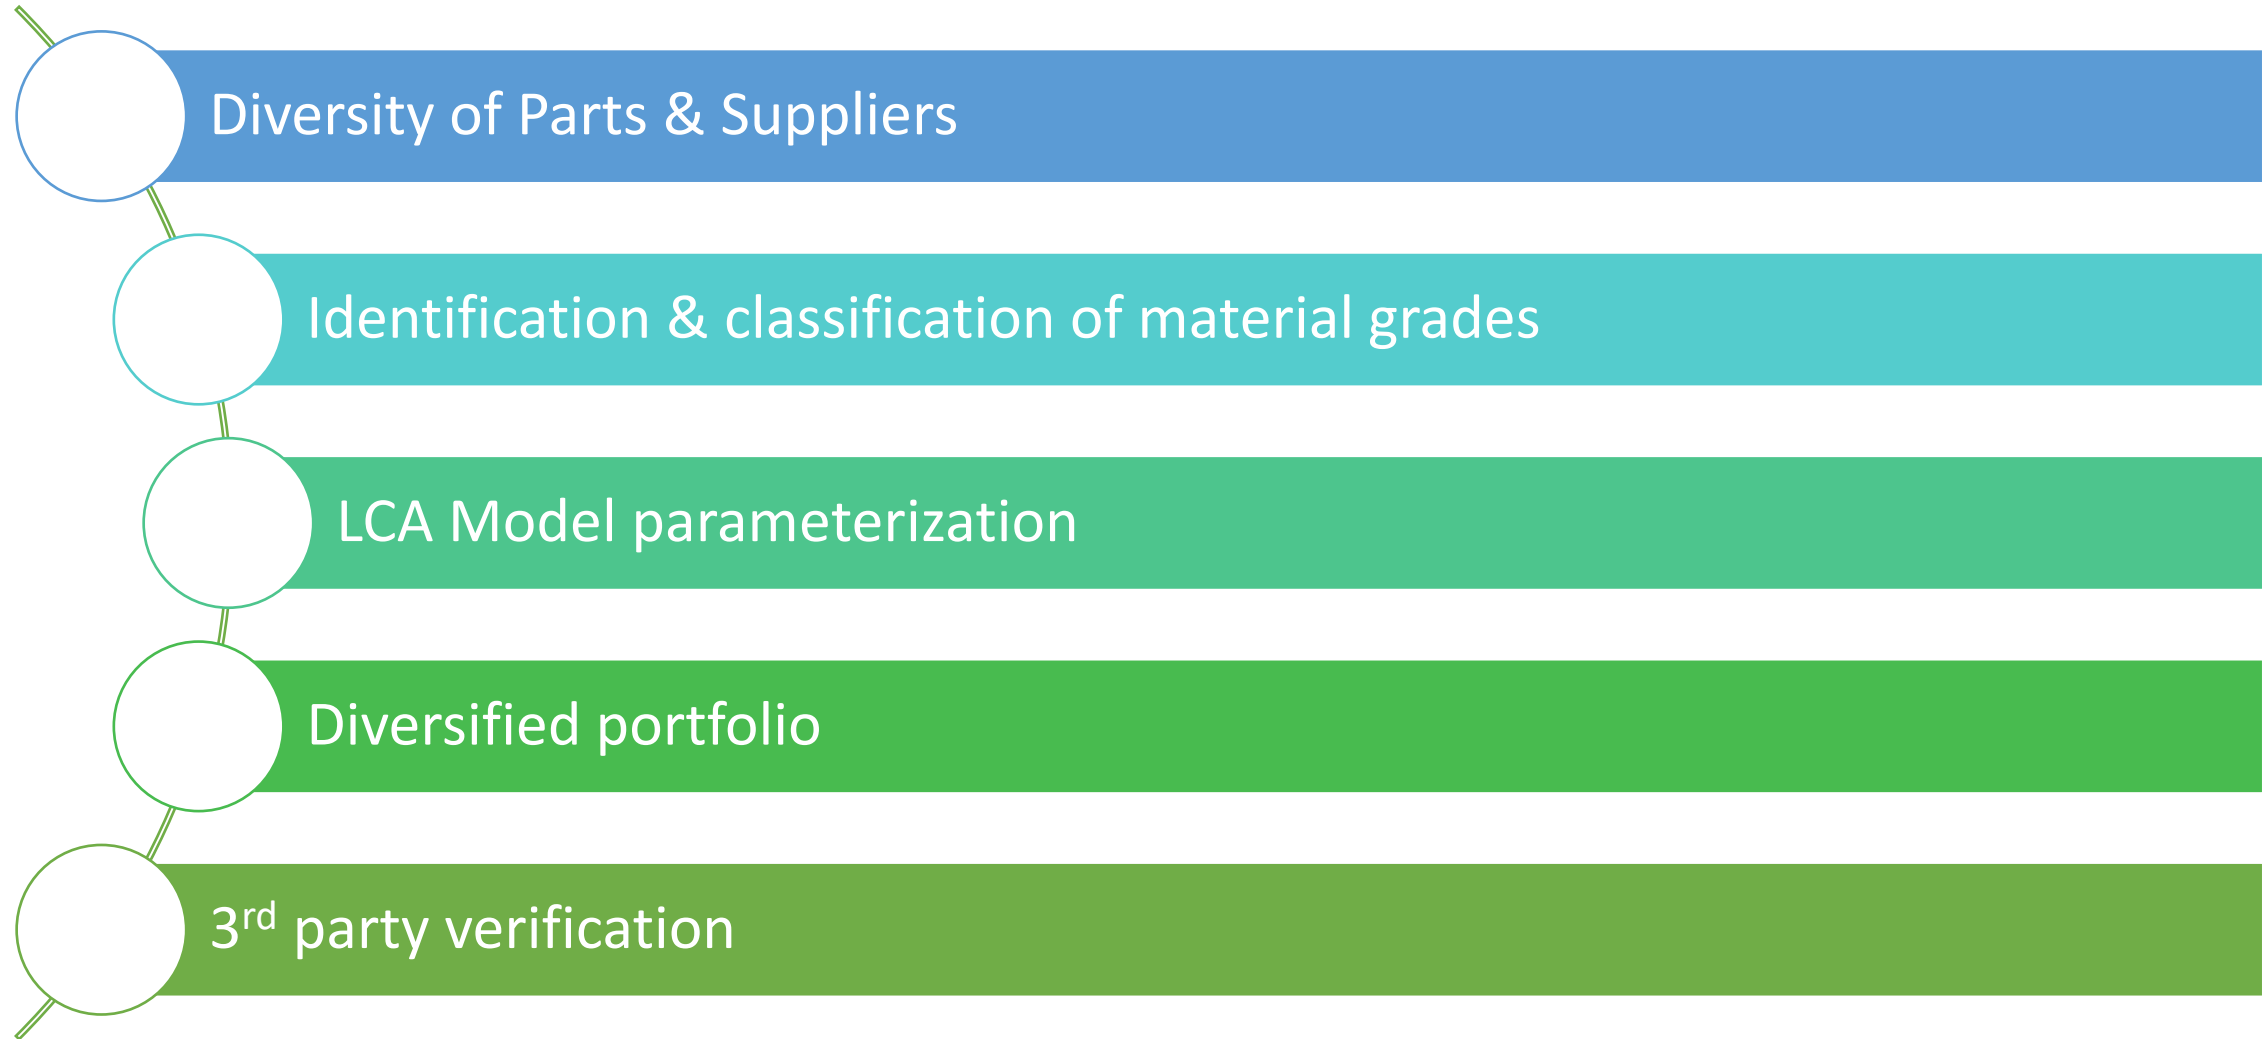 Diversity of Parts & Suppliers
Identification & classification of material grades
LCA Model parameterization
Diversified portfolio
3rd party verification